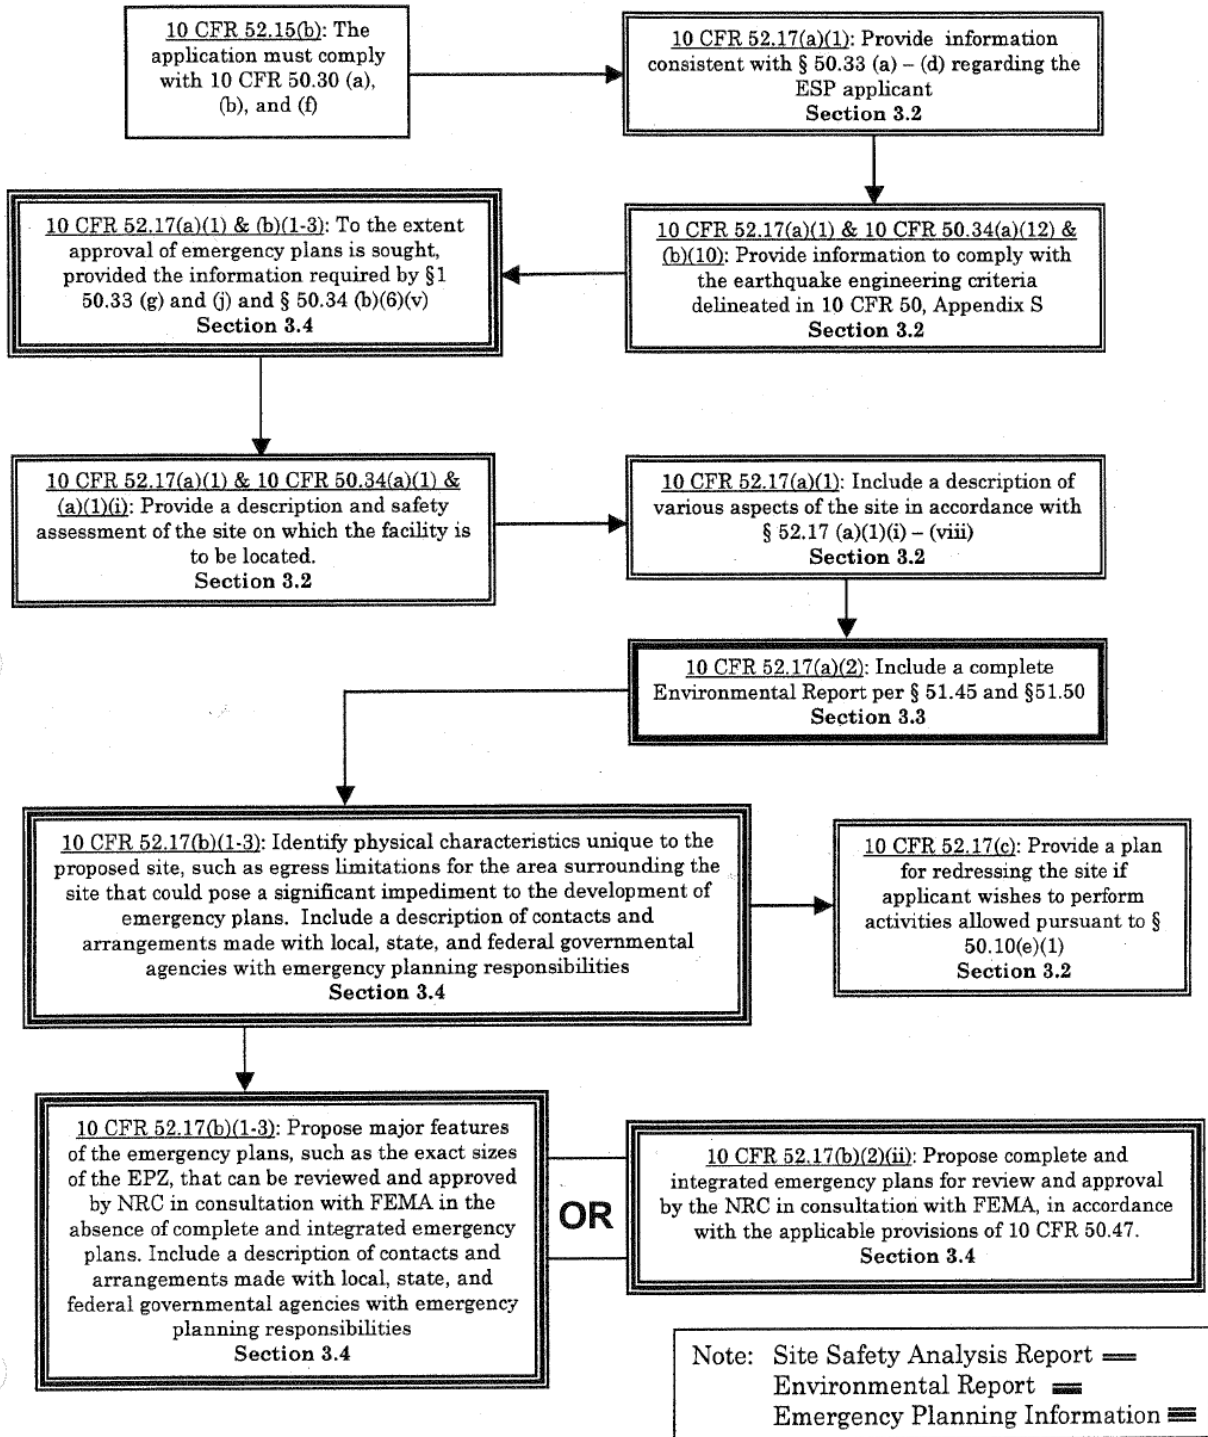 10 CFR 52.15(b): The
application must comply
with 10 CFR 50.30 (a),
(b), and (f)
10 CFR 52.17(a)(1): Provide information
consistent with § 50.33 (a) – (d) regarding the
ESP applicant
Section 3.2
10 CFR 52.17(a)(1) & (b)(1-3): To the extent
approval of emergency plans is sought,
provided the information required by §1
50.33 (g) and (j) and § 50.34 (b)(6)(v)
Section 3.4
10 CFR 52.17(a)(1) & 10 CFR 50.34(a)(12) &
(b)(10): Provide information to comply with
the earthquake engineering criteria
delineated in 10 CFR 50, Appendix S
Section 3.2
10 CFR 52.17(a)(1) & 10 CFR 50.34(a)(1) &
(a)(1)(i): Provide a description and safety
assessment of the site on which the facility is
to be located.
Section 3.2
10 CFR 52.17(a)(1): Include a description of
various aspects of the site in accordance with
§ 52.17 (a)(1)(i) – (viii)
Section 3.2
10 CFR 52.17(a)(2): Include a complete
Environmental Report per § 51.45 and §51.50
Section 3.3
10 CFR 52.17(b)(1-3): Identify physical characteristics unique to the
proposed site, such as egress limitations for the area surrounding the
site that could pose a significant impediment to the development of
emergency plans. Include a description of contacts and
arrangements made with local, state, and federal governmental
agencies with emergency planning responsibilities
Section 3.4
10 CFR 52.17(c): Provide a plan
for redressing the site if
applicant wishes to perform
activities allowed pursuant to §
50.10(e)(1)
Section 3.2
10 CFR 52.17(b)(1-3): Propose major features
of the emergency plans, such as the exact sizes
of the EPZ, that can be reviewed and approved
by NRC in consultation with FEMA in the
absence of complete and integrated emergency
plans. Include a description of contacts and
arrangements made with local, state, and
federal governmental agencies with emergency
planning responsibilities
Section 3.4
OR
10 CFR 52.17(b)(2)(ii): Propose complete and
integrated emergency plans for review and approval
by the NRC in consultation with FEMA, in accordance
with the applicable provisions of 10 CFR 50.47.
Section 3.4
Note: Site Safety Analysis Report
Environmental Report
Emergency Planning Information